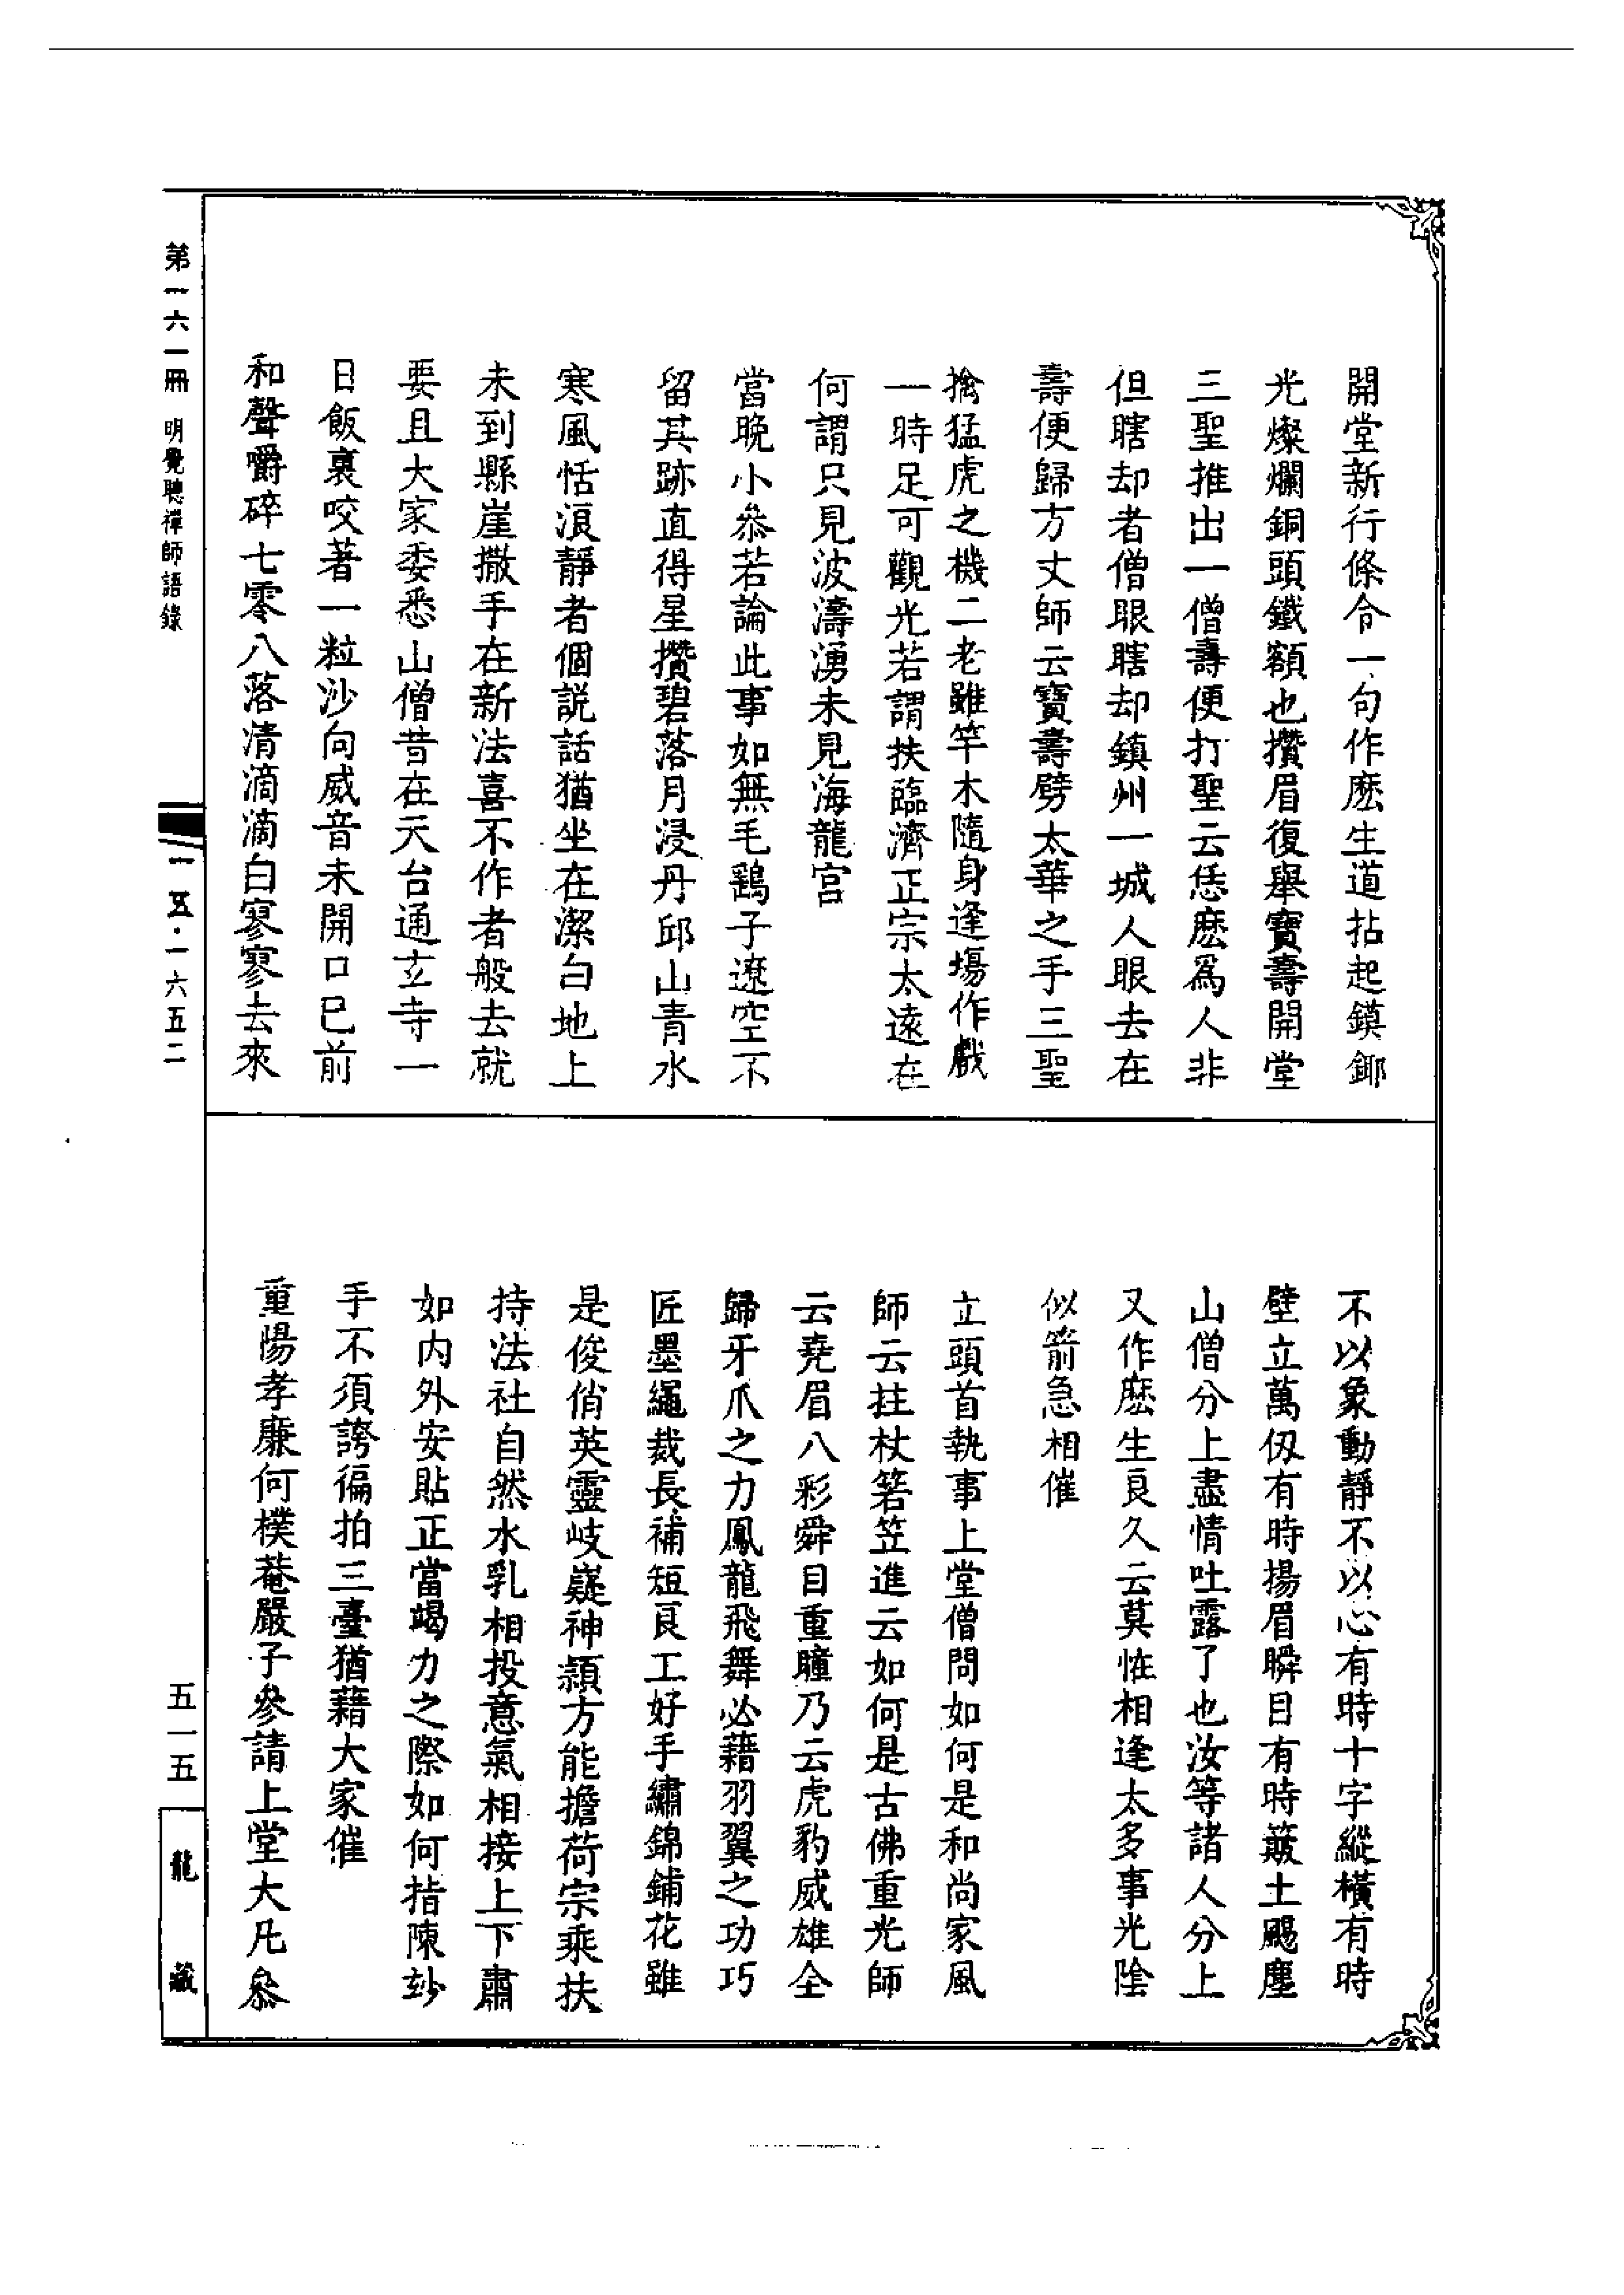 開堂新行條令一句作麽生道拈起鏌鎁
光燦爛銅頭鐵額也攢眉復舉寶壽開堂
三聖推出一僧壽便打聖云恁麽爲人非
但瞎却者僧眼瞎却鎮州一城人眼去在
壽便歸方丈師云寶壽劈太華之手三聖
擒猛虎之機二老雖竿木隨身逢場作戲
一時足可觀光若謂扶臨濟正宗太遠在
何謂只見波濤湧未見海龍宫
當晚小叅若論此事如無毛鷂子遼空不
留其跡直得星攢碧落月浸丹邱山青水
寒風恬浪靜者個説話猶坐在潔白地上
未到縣崖撒手在新法喜不作者般去就
要且大家委悉山僧昔在天台通玄寺一
日飯裏咬著一粒沙向威音未開口已前
和聲嚼碎七零八落清滴滴白寥寥去來
不以象動靜不以心有時十字縱橫有時
壁立萬仭有時揚眉瞬目有時簸土颺塵
山僧分上盡情吐露了也汝等諸人分上
又作麽生良久云莫恠相逢太多事光陰
似箭急相催
立頭首執事上堂僧問如何是和尚家風
師云拄杖箬笠進云如何是古佛重光師
云堯眉八彩舜目重瞳乃云虎豹威雄全
歸牙爪之力鳳龍飛舞必藉羽翼之功巧
匠墨繩裁長補短良工好手繡錦鋪花雖
是俊俏英靈岐嶷神頴方能擔荷宗乘扶
持法社自然水乳相投意氣相接上下肅
如内外安貼正當竭力之際如何指陳玅
手不須誇徧拍三臺猶藉大家催
重陽孝廉何樸菴嚴子參請上堂大凡叅
第一六一冊 明覺聰禪師語錄
一五·一六五二
五一五
龍藏